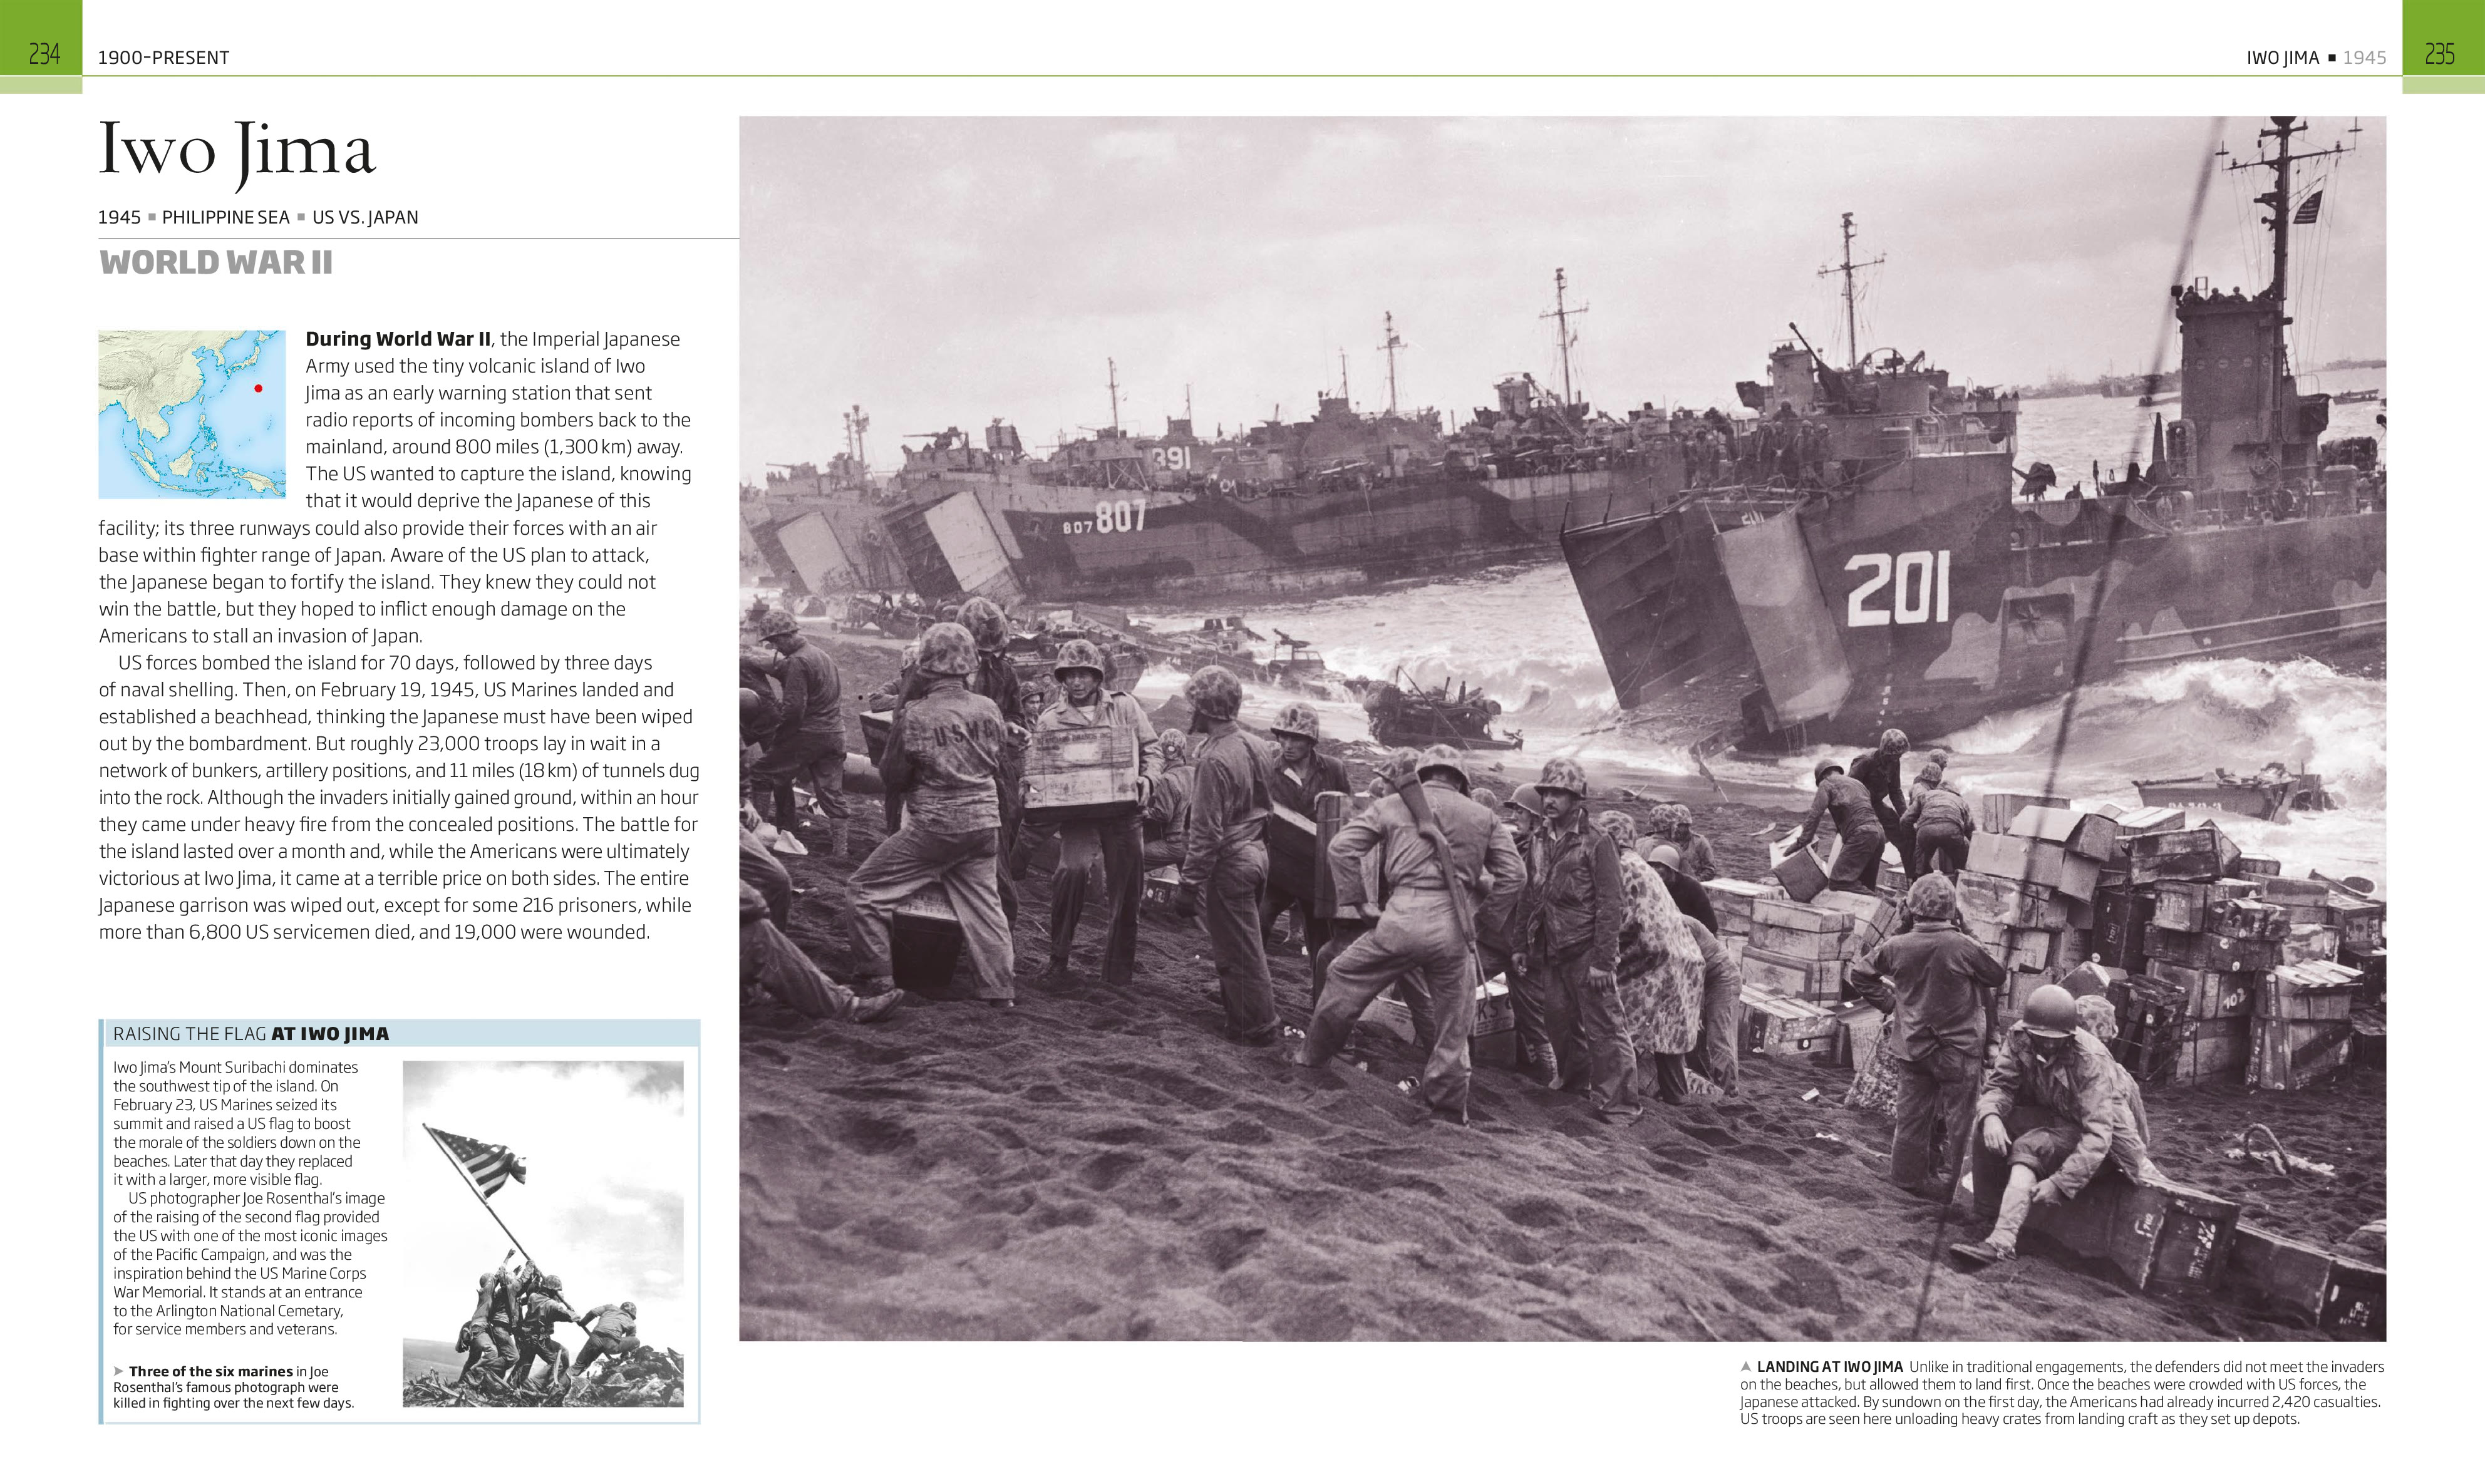 234
1900–PRESENT
IWO JIMA ■ 1945
235
Iwo Jima
1945 ■ PHILIPPINE SEA ■ US VS. JAPAN
WORLD WAR II
During World War II, the Imperial Japanese
Army used the tiny volcanic island of Iwo
Jima as an early warning station that sent
radio reports of incoming bombers back to the
mainland, around 800 miles (1,300 km) away.
The US wanted to capture the island, knowing
that it would deprive the Japanese of this
facility; its three runways could also provide their forces with an air
base within fighter range of Japan. Aware of the US plan to attack,
the Japanese began to fortify the island. They knew they could not
win the battle, but they hoped to inflict enough damage on the
Americans to stall an invasion of Japan.
US forces bombed the island for 70 days, followed by three days
of naval shelling. Then, on February 19, 1945, US Marines landed and
established a beachhead, thinking the Japanese must have been wiped
out by the bombardment. But roughly 23,000 troops lay in wait in a
network of bunkers, artillery positions, and 11 miles (18 km) of tunnels dug
into the rock. Although the invaders initially gained ground, within an hour
they came under heavy fire from the concealed positions. The battle for
the island lasted over a month and, while the Americans were ultimately
victorious at Iwo Jima, it came at a terrible price on both sides. The entire
Japanese garrison was wiped out, except for some 216 prisoners, while
more than 6,800 US servicemen died, and 19,000 were wounded.
RAISING THE FLAG AT IWO JIMA
Iwo Jima's Mount Suribachi dominates
the southwest tip of the island. On
February 23, US Marines seized its
summit and raised a US flag to boost
the morale of the soldiers down on the
beaches. Later that day they replaced
it with a larger, more visible flag.
US photographer Joe Rosenthal's image
of the raising of the second flag provided
the US with one of the most iconic images
of the Pacific Campaign, and was the
inspiration behind the US Marine Corps
War Memorial. It stands at an entrance
to the Arlington National Cemetary,
for service members and veterans.
➤ Three of the six marines in Joe
Rosenthal's famous photograph were
killed in fighting over the next few days.
391
807 807
201
201
USMC
102
▲ LANDING AT IWO JIMA Unlike in traditional engagements, the defenders did not meet the invaders
on the beaches, but allowed them to land first. Once the beaches were crowded with US forces, the
Japanese attacked. By sundown on the first day, the Americans had already incurred 2,420 casualties.
US troops are seen here unloading heavy crates from landing craft as they set up depots.